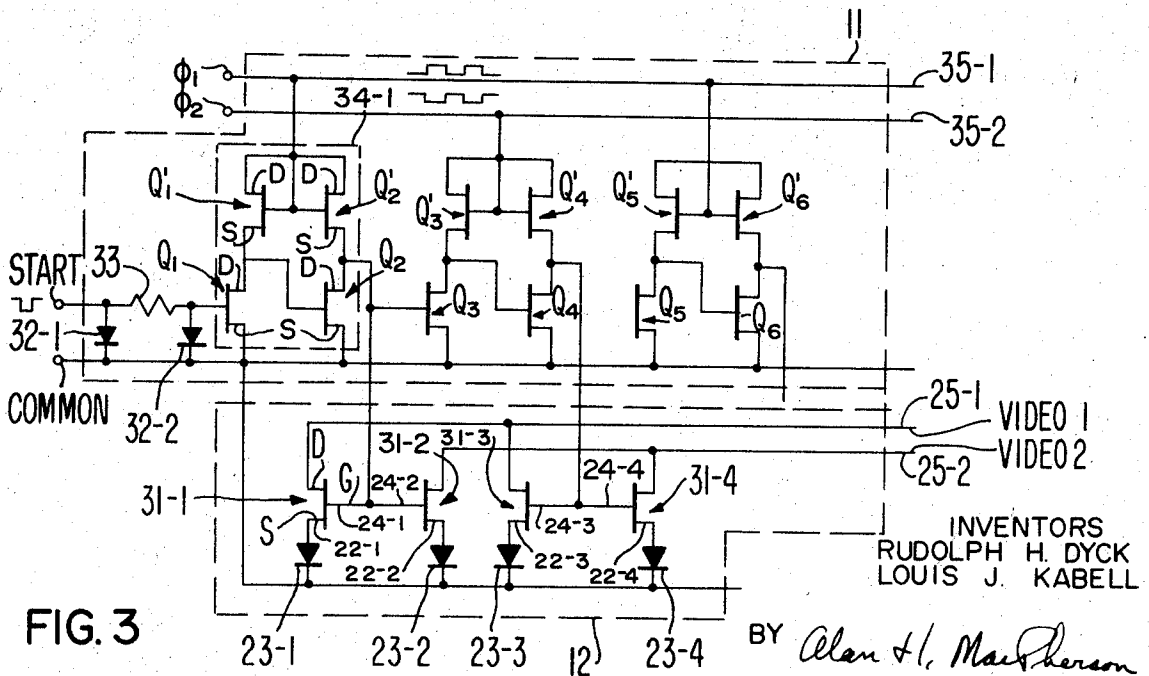 11
ϕ1
35-1
ϕ2
34-1
35-2
D D
Q'1 Q'2 Q'3 Q'4 Q'5 Q'6
S S
START 33 Q1 D D Q2 Q3 Q4 Q5 Q6
32-1 S
COMMON 32-2
25-1
VIDEO 1
31-2 31-3
25-2 VIDEO 2
D G 24-2 24-4 31-4
31-1 24-1 24-3
S 22-1 22-2 22-3 22-4
INVENTORS
RUDOLPH H. DYCK
LOUIS J. KABELL
FIG. 3
23-1 23-2 23-3 12 23-4
BY Alan H. MacPherson